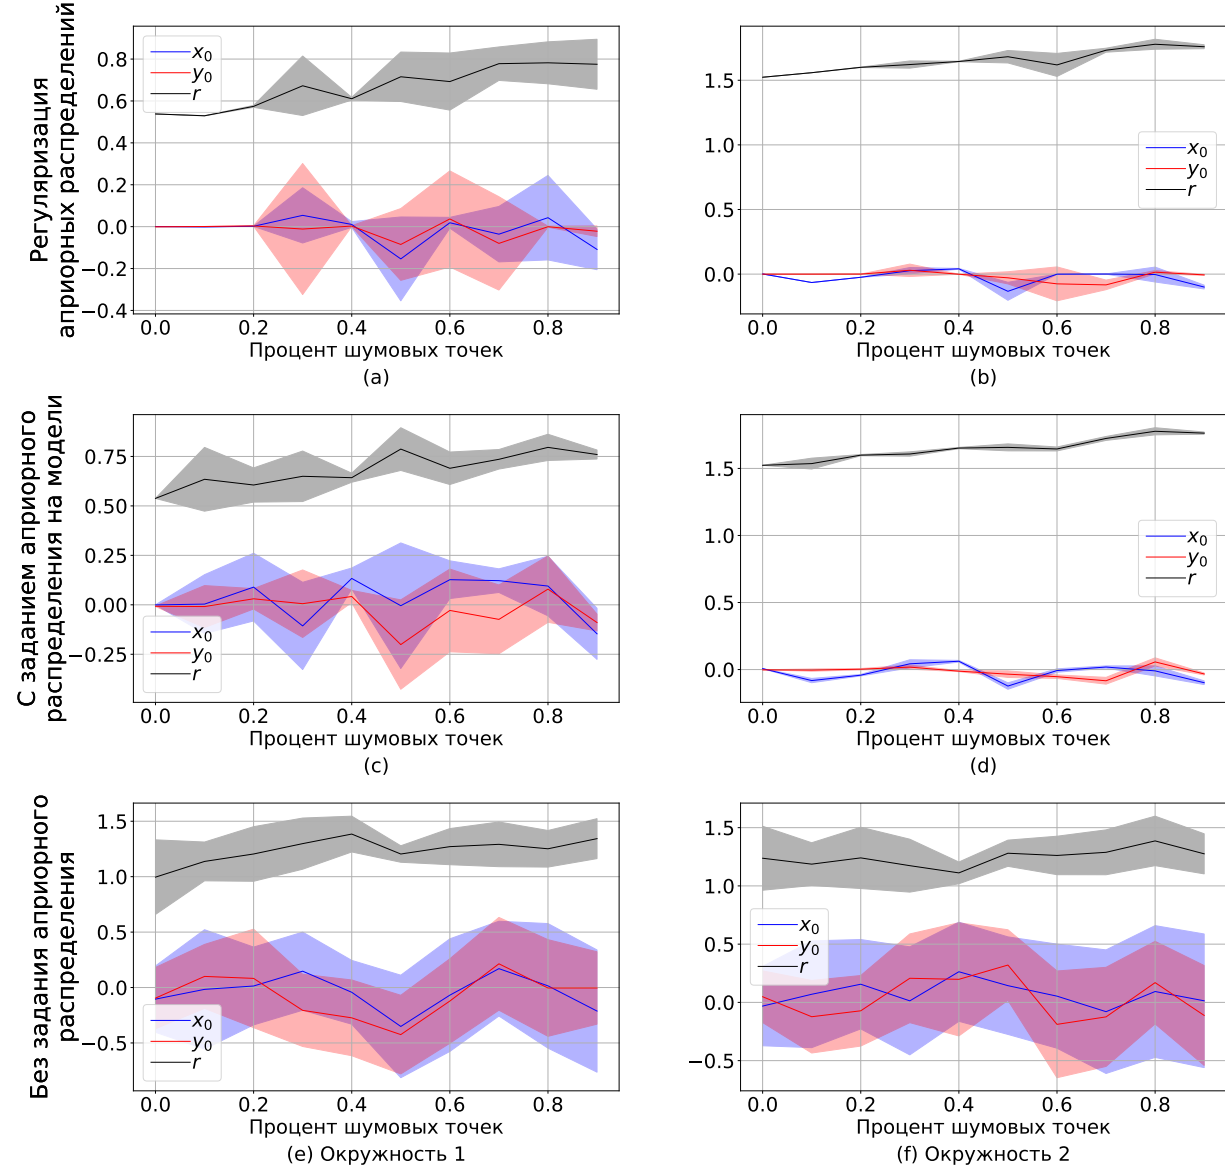 Регуляризация
априорных распределений
0.8
0.6
0.4
0.2
0.0
−0.2
−0.4
x₀
y₀
r
0.0 0.2 0.4 0.6 0.8
Процент шумовых точек
(a)
1.5
1.0
0.5
0.0
x₀
y₀
r
0.0 0.2 0.4 0.6 0.8
Процент шумовых точек
(b)
С заданием априорного
распределения на модели
0.75
0.50
0.25
0.00
−0.25
x₀
y₀
r
0.0 0.2 0.4 0.6 0.8
Процент шумовых точек
(c)
1.5
1.0
0.5
0.0
x₀
y₀
r
0.0 0.2 0.4 0.6 0.8
Процент шумовых точек
(d)
Без задания априорного
распределения
1.5
1.0
0.5
0.0
−0.5
x₀
y₀
r
0.0 0.2 0.4 0.6 0.8
Процент шумовых точек
(e) Окружность 1
1.5
1.0
0.5
0.0
−0.5
x₀
y₀
r
0.0 0.2 0.4 0.6 0.8
Процент шумовых точек
(f) Окружность 2